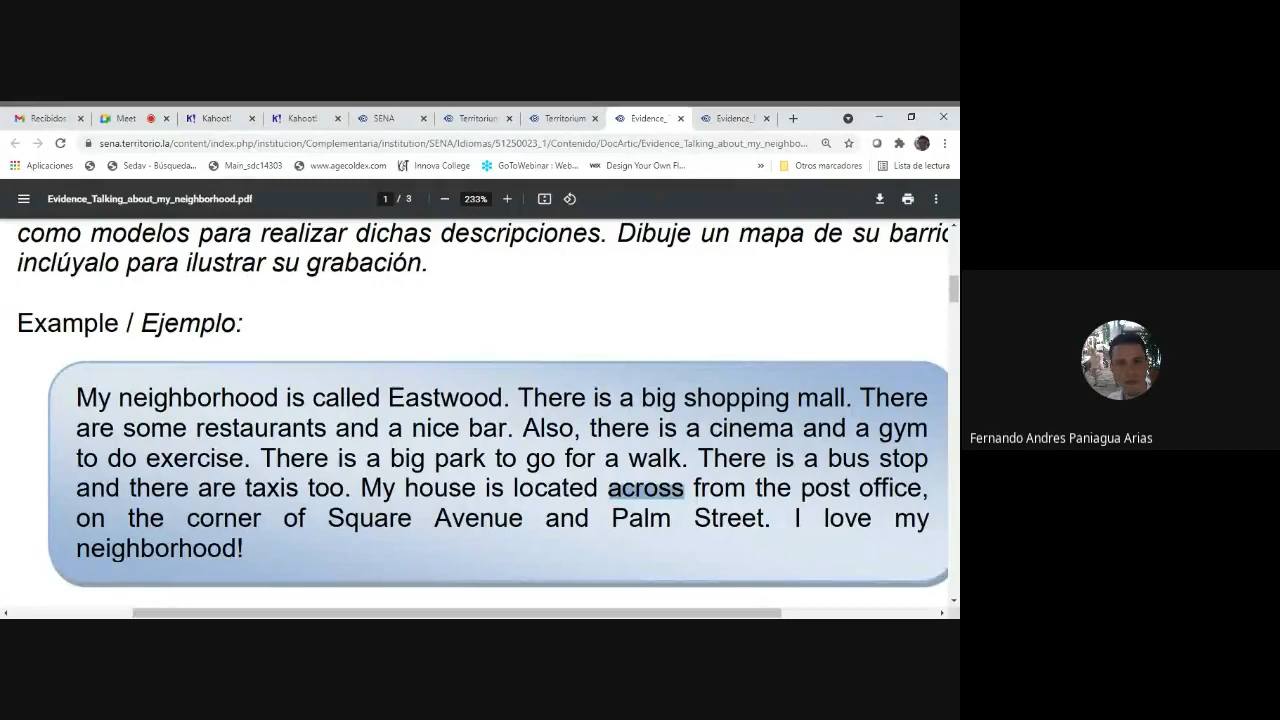 Recibidos
Meet
Kahoot!
Kahoot!
SENA
Territorium
Territorium
Evidence_
Evidence_
sena.territorio.la/content/index.php/institucion/Complementaria/institution/SENA/Idiomas/51250023_1/Contenido/DocArtic/Evidence_Talking_about_my_neighbo...
Aplicaciones
Sedav - Búsqueda...
Main_sdc14303
www.agecoldex.com
Innova College
GoToWebinar : Web...
WIX Design Your Own Fl...
» Otros marcadores
Lista de lectura
Evidence_Talking_about_my_neighborhood.pdf
1 / 3
233%
como modelos para realizar dichas descripciones. Dibuje un mapa de su barrio
inclúyalo para ilustrar su grabación.
Example / Ejemplo:
My neighborhood is called Eastwood. There is a big shopping mall. There
are some restaurants and a nice bar. Also, there is a cinema and a gym
to do exercise. There is a big park to go for a walk. There is a bus stop
and there are taxis too. My house is located across from the post office,
on the corner of Square Avenue and Palm Street. I love my
neighborhood!
Fernando Andres Paniagua Arias